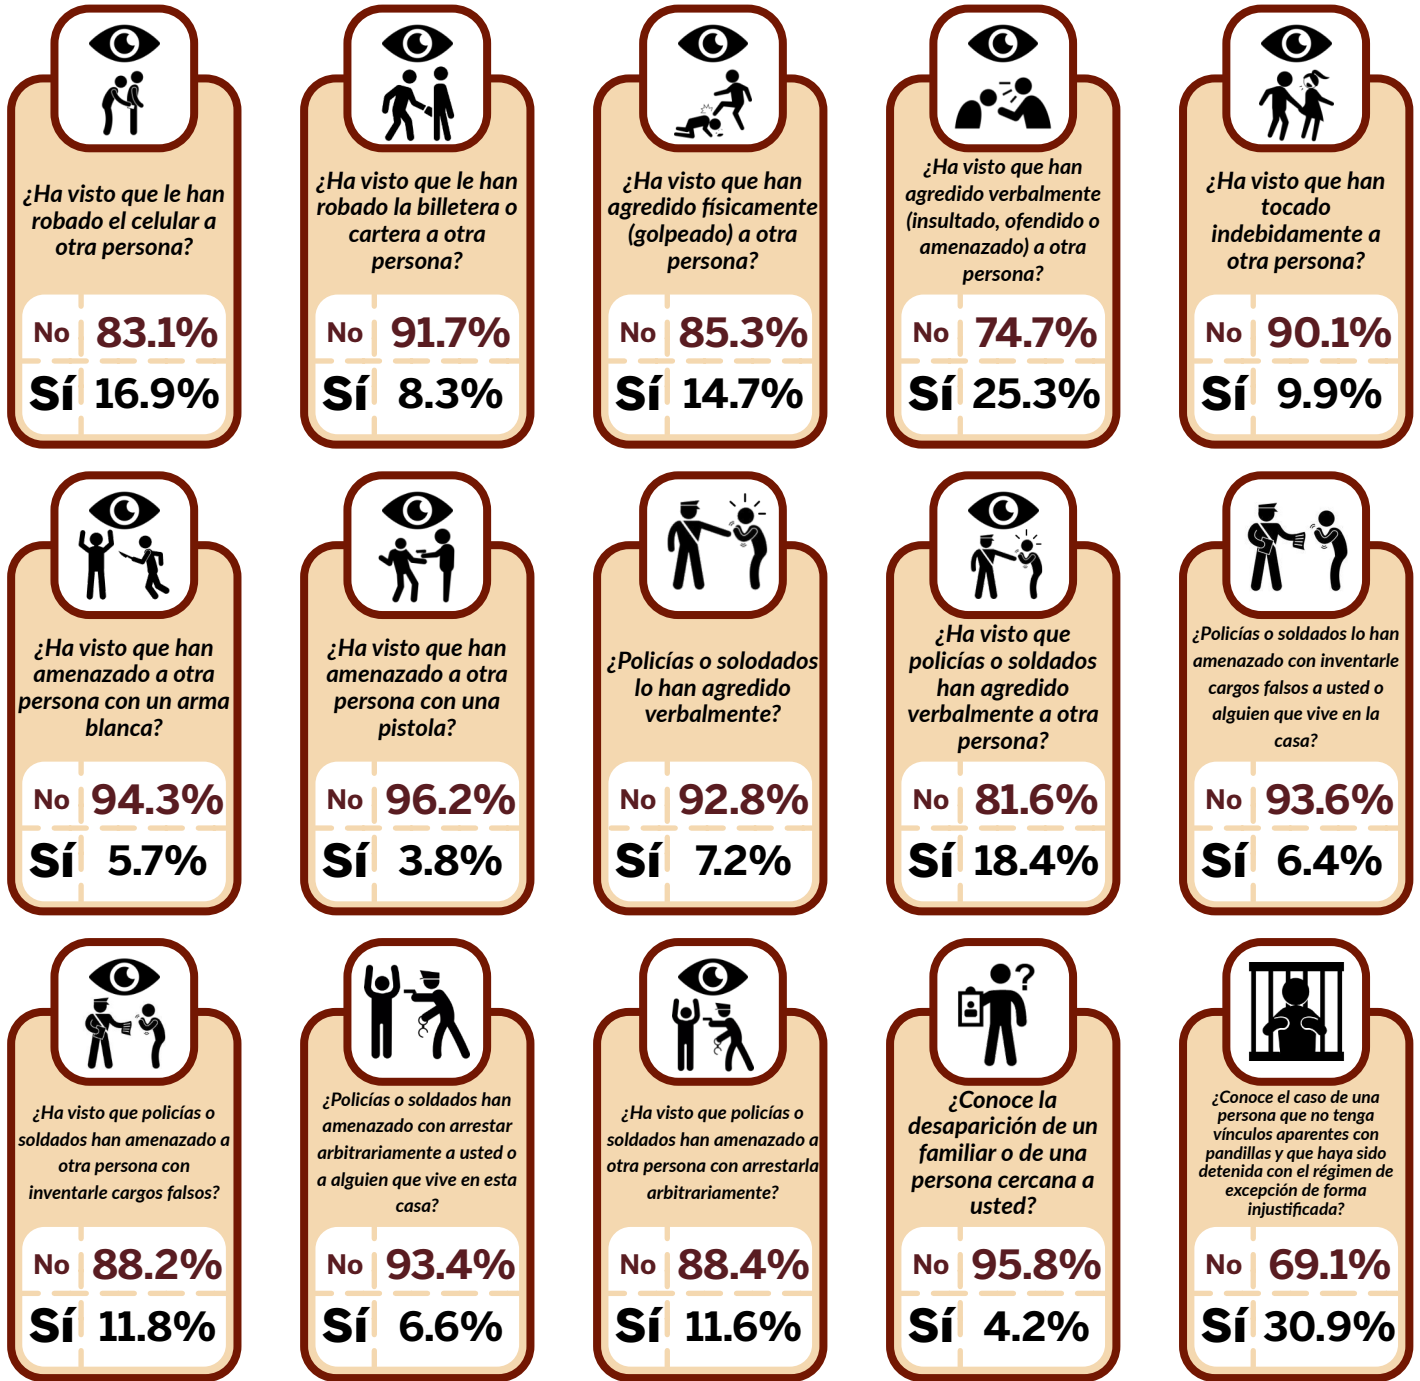 ¿Ha visto que le han
robado el celular a
otra persona?
No 83.1%
Sí 16.9%
¿Ha visto que le han
robado la billetera o
cartera a otra
persona?
No 91.7%
Sí 8.3%
¿Ha visto que han
agredido físicamente
(golpeado) a otra
persona?
No 85.3%
Sí 14.7%
¿Ha visto que han
agredido verbalmente
(insultado, ofendido o
amenazado) a otra
persona?
No 74.7%
Sí 25.3%
¿Ha visto que han
tocado
indebidamente a
otra persona?
No 90.1%
Sí 9.9%
¿Ha visto que han
amenazado a otra
persona con un arma
blanca?
No 94.3%
Sí 5.7%
¿Ha visto que han
amenazado a otra
persona con una
pistola?
No 96.2%
Sí 3.8%
¿Policías o solodados
lo han agredido
verbalmente?
No 92.8%
Sí 7.2%
¿Ha visto que
policías o soldados
han agredido
verbalmente a otra
persona?
No 81.6%
Sí 18.4%
¿Policías o soldados lo han
amenazado con inventarle
cargos falsos a usted o
alguien que vive en la
casa?
No 93.6%
Sí 6.4%
¿Ha visto que policías o
soldados han amenazado a
otra persona con
inventarle cargos falsos?
No 88.2%
Sí 11.8%
¿Policías o soldados han
amenazado con arrestar
arbitrariamente a usted o
a alguien que vive en esta
casa?
No 93.4%
Sí 6.6%
¿Ha visto que policías o
soldados han amenazado a
otra persona con arrestarla
arbitrariamente?
No 88.4%
Sí 11.6%
?
¿Conoce la
desaparición de un
familiar o de una
persona cercana a
usted?
No 95.8%
Sí 4.2%
¿Conoce el caso de una
persona que no tenga
vínculos aparentes con
pandillas y que haya sido
detenida con el régimen de
excepción de forma
injustificada?
No 69.1%
Sí 30.9%